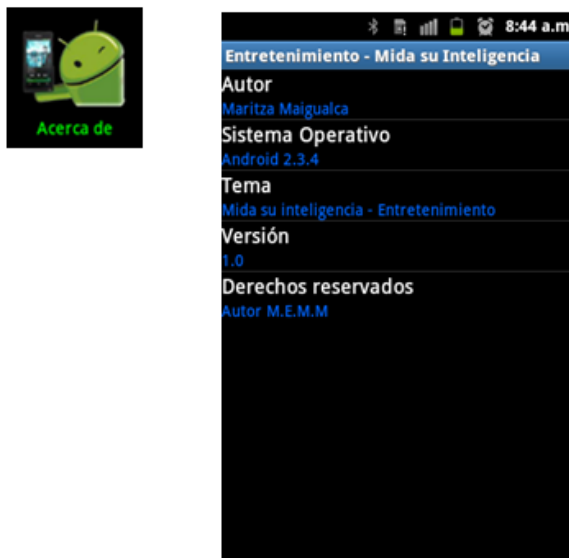 Acerca de
8:44 a.m
Entretenimiento - Mida su Inteligencia
Autor
Maritza Maigualca
Sistema Operativo
Android 2.3.4
Tema
Mida su inteligencia - Entretenimiento
Versión
1.0
Derechos reservados
Autor M.E.M.M